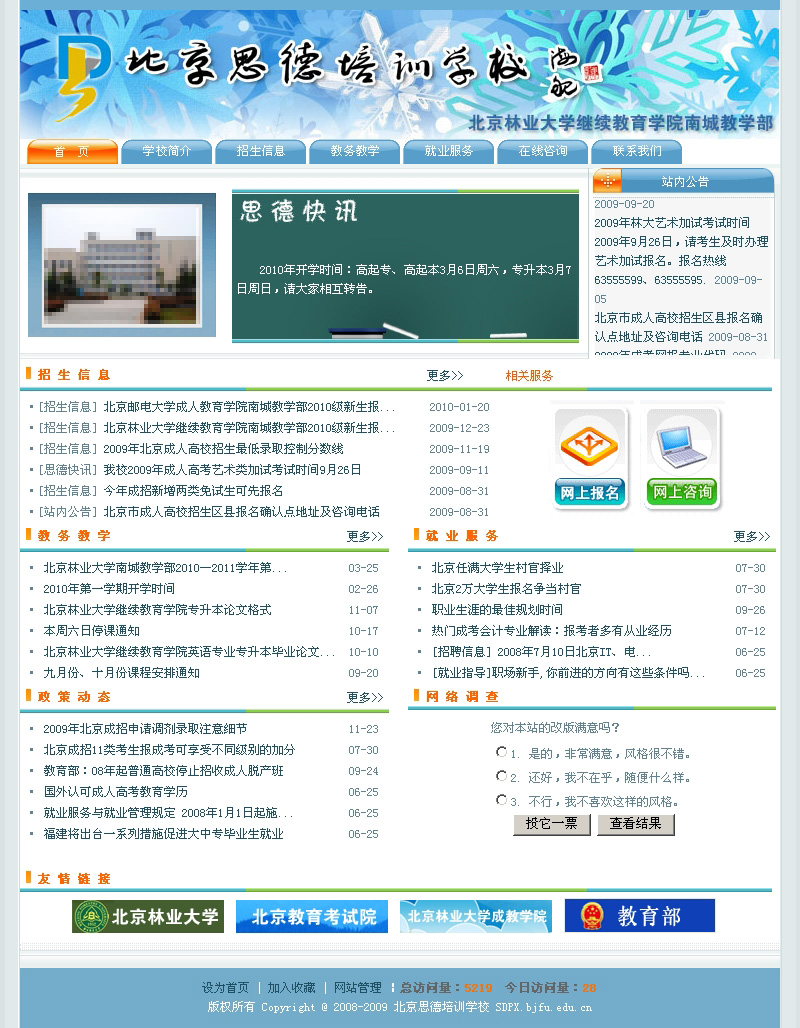 北京思德培训学校
北京林业大学继续教育学院南城教学部
首 页 学校简介 招生信息 教务教学 就业服务 在线咨询 联系我们
站内公告
2009-09-20
2009年林大艺术加试考试时间
2009年9月26日，请考生及时办理
艺术加试报名。报名热线
63555599、63555595. 2009-09-
05
北京市成人高校招生区县报名确
认点地址及咨询电话 2009-08-31
思德快讯
2010年开学时间：高起专、高起本3月6日周六，专升本3月7
日周日，请大家相互转告。
招生信息 更多>> 相关服务
[招生信息] 北京邮电大学成人教育学院南城教学部2010级新生报... 2010-01-20
[招生信息] 北京林业大学继续教育学院南城教学部2010级新生报... 2009-12-23
[招生信息] 2009年北京成人高校招生最低录取控制分数线 2009-11-19
[思德快讯] 我校2009年成人高考艺术类加试考试时间9月26日 2009-09-11
[招生信息] 今年成招新增两类免试生可先报名 2009-08-31
[站内公告] 北京市成人高校招生区县报名确认点地址及咨询电话 2009-08-31
网上报名 网上咨询
教务教学 更多>>
北京林业大学南城教学部2010—2011学年第... 03-25
2010年第一学期开学时间 02-26
北京林业大学继续教育学院专升本论文格式 11-07
本周六日停课通知 10-17
北京林业大学继续教育学院英语专业专升本毕业论文... 10-10
九月份、十月份课程安排通知 09-20
就业服务 更多>>
北京任满大学生村官择业 07-30
北京2万大学生报名争当村官 07-30
职业生涯的最佳规划时间 09-26
热门成考会计专业解读：报考者多有从业经历 07-12
[招聘信息] 2008年7月10日北京IT、电... 06-25
[就业指导]职场新手,你前进的方向有这些条件吗... 06-25
政策动态 更多>>
2009年北京成招申请调剂录取注意细节 11-23
北京成招11类考生报成考可享受不同级别的加分 07-30
教育部：08年起普通高校停止招收成人脱产班 09-24
国外认可成人高考教育学历 06-25
就业服务与就业管理规定 2008年1月1日起施... 06-25
福建将出台一系列措施促进大中专毕业生就业 06-25
网络调查
您对本站的改版满意吗？
1. 是的，非常满意，风格很不错。
2. 还好，我不在乎，随便什么样。
3. 不行，我不喜欢这样的风格。
投它一票 查看结果
友情链接
北京林业大学 北京教育考试院 北京林业大学成教学院 教育部
设为首页 | 加入收藏 | 网站管理 ¦ 总访问量：5219 今日访问量：28
版权所有 Copyright @ 2008-2009 北京思德培训学校 SDPX.bjfu.edu.cn